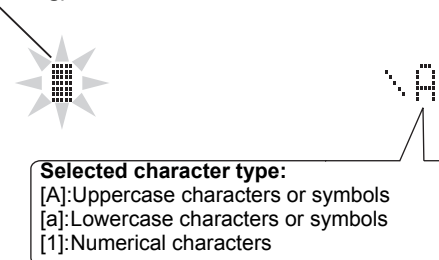 \A
Selected character type:
[A]:Uppercase characters or symbols
[a]:Lowercase characters or symbols
[1]:Numerical characters